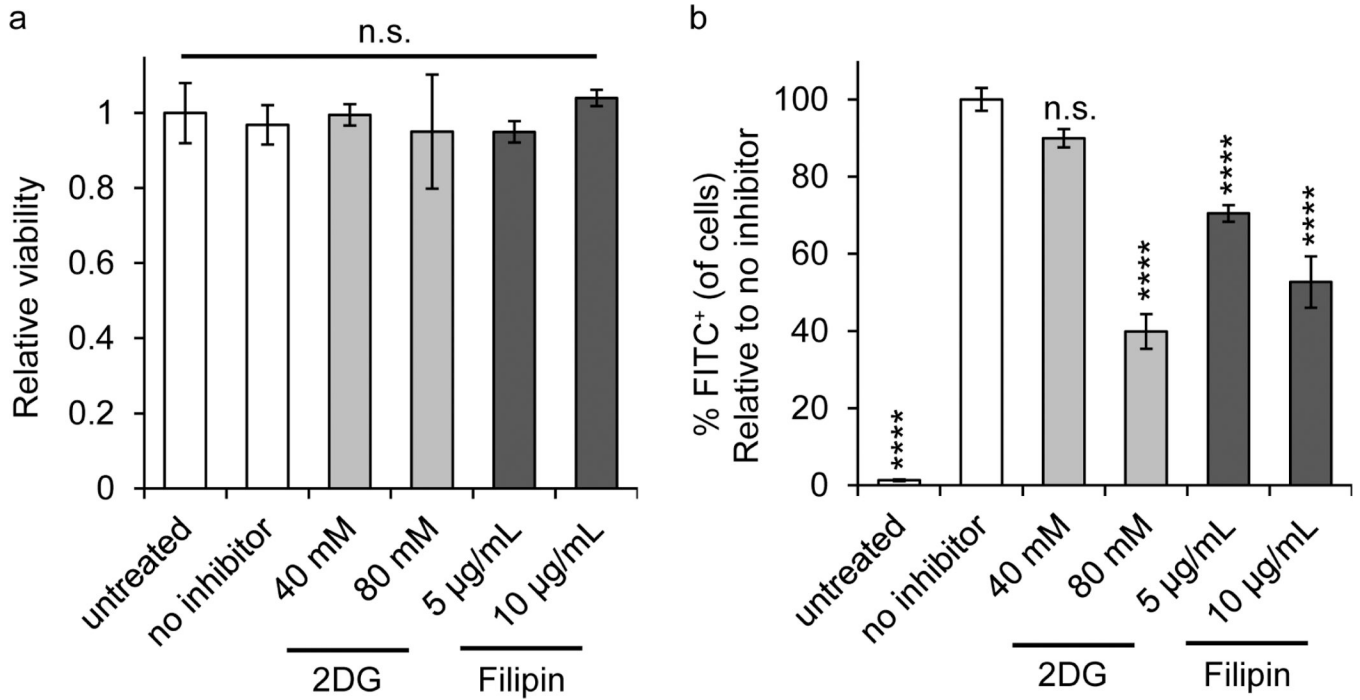 a
n.s.
Relative viability
1
0.8
0.6
0.4
0.2
0
untreated
no inhibitor
40 mM
80 mM
5 µg/mL
10 µg/mL
2DG
Filipin
b
% FITC⁺ (of cells)
Relative to no inhibitor
100
80
60
40
20
0
****
n.s.
****
****
****
untreated
no inhibitor
40 mM
80 mM
5 µg/mL
10 µg/mL
2DG
Filipin